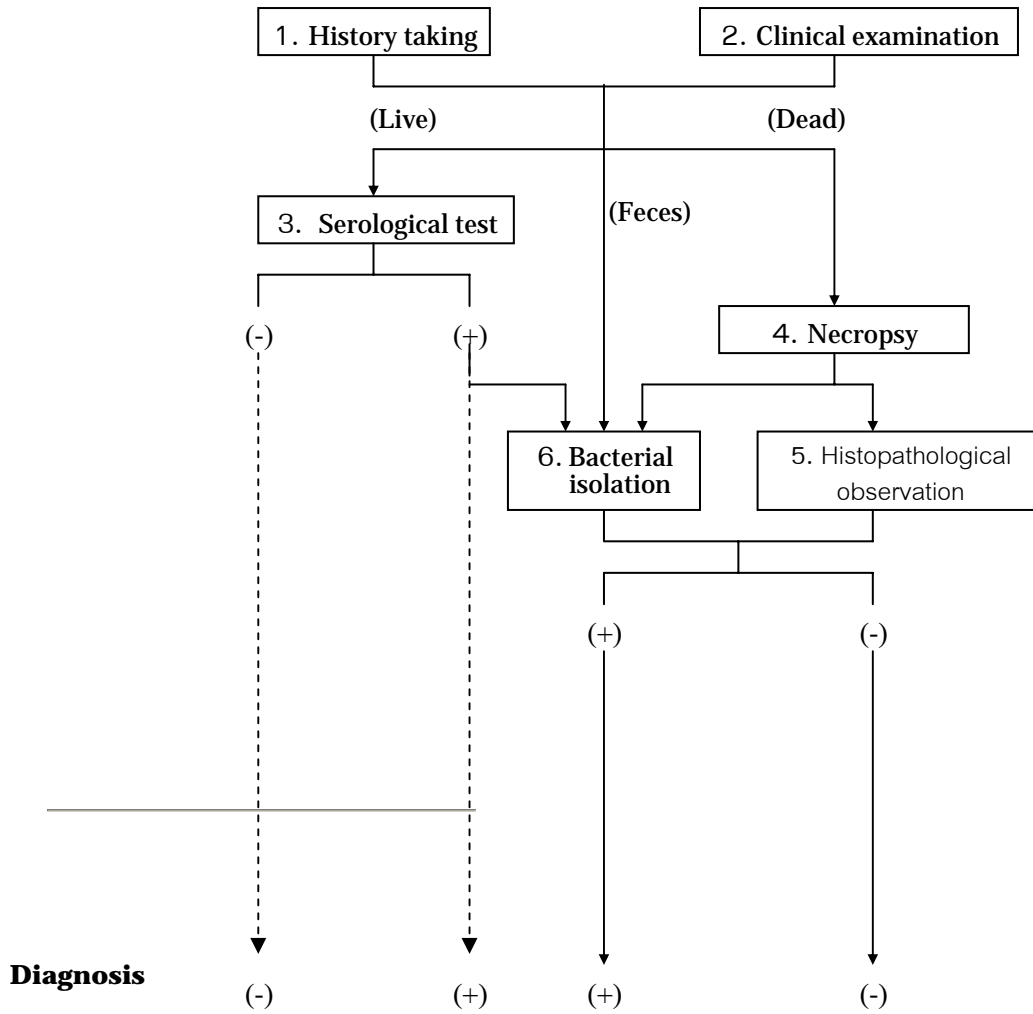 1. History taking
2. Clinical examination
(Live)
(Dead)
3. Serological test
(Feces)
(-)
(+)
4. Necropsy
6. Bacterial
isolation
5. Histopathological
observation
(+)
(-)
Diagnosis
(-)
(+)
(+)
(-)